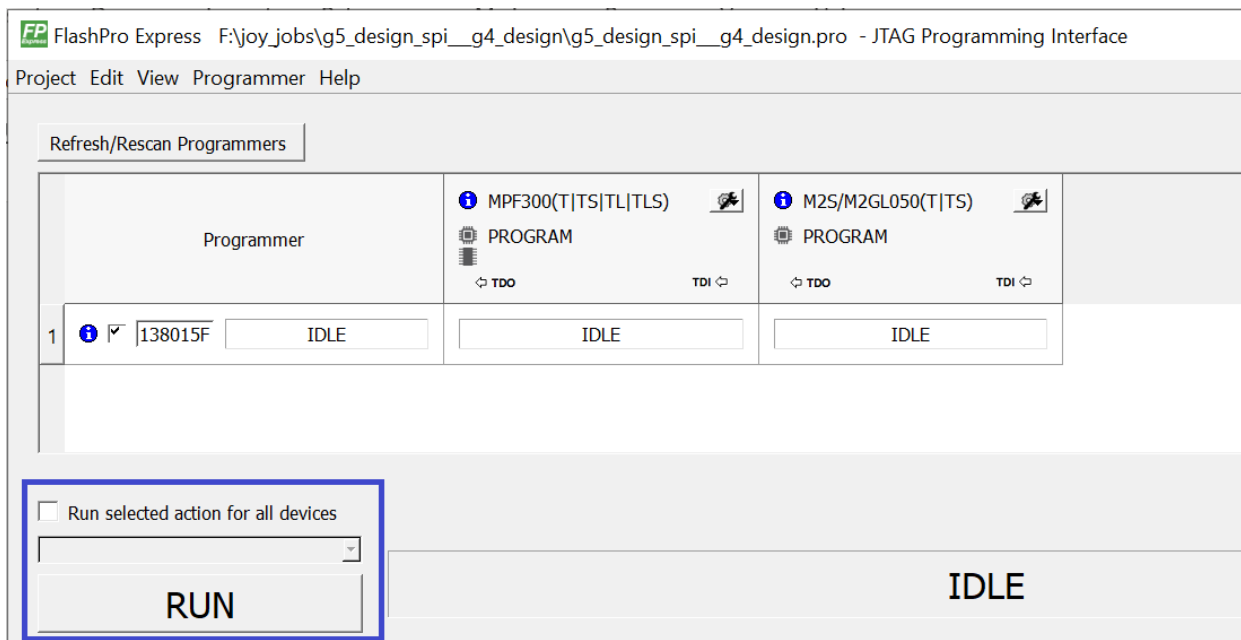 FP Express FlashPro Express F:\joy_jobs\g5_design_spi__g4_design\g5_design_spi__g4_design.pro - JTAG Programming Interface
Project Edit View Programmer Help
Refresh/Rescan Programmers
Programmer
MPF300(T|TS|TL|TLS)
PROGRAM
TDO TDI
M2S/M2GL050(T|TS)
PROGRAM
TDO TDI
1 138015F IDLE IDLE IDLE
Run selected action for all devices
RUN
IDLE